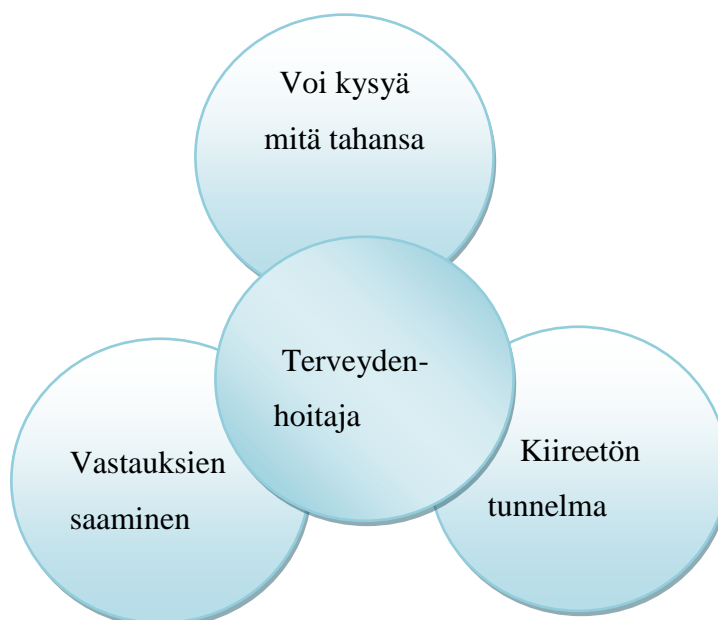 Voi kysyä
mitä tahansa
Terveyden-
hoitaja
Vastauksien
saaminen
Kiireetön
tunnelma